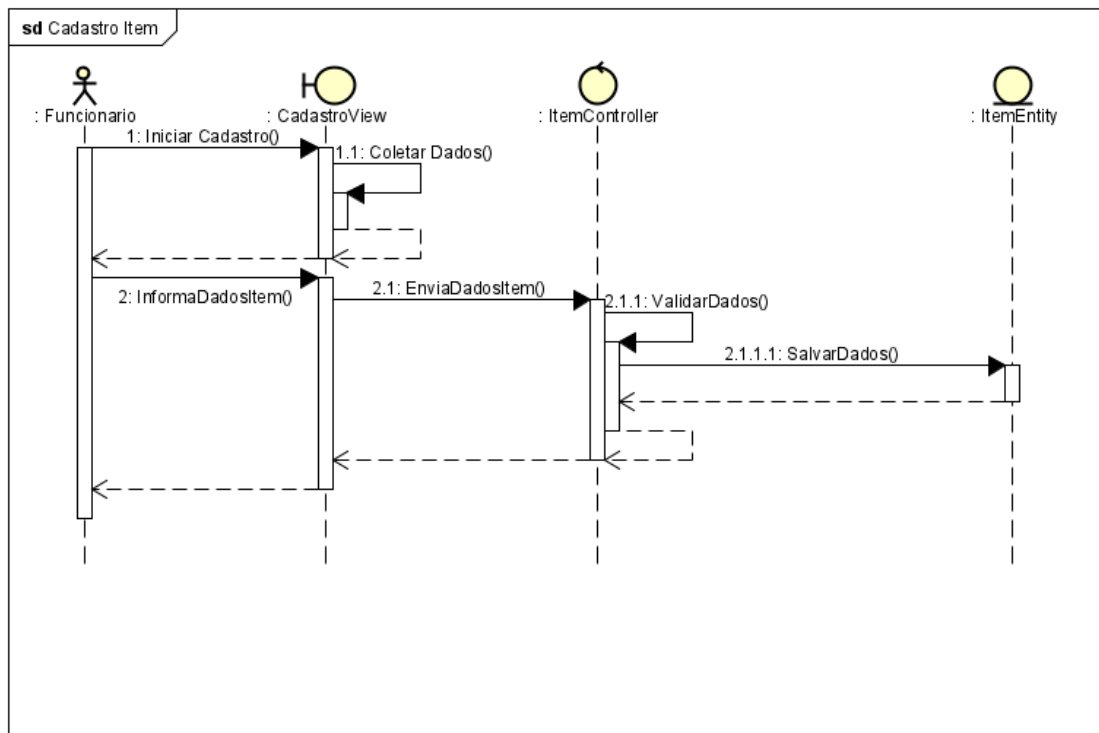 sd Cadastro Item
: Funcionario
: CadastroView
: ItemController
: ItemEntity
1: Iniciar Cadastro()
1.1: Coletar Dados()
2: InformaDadosItem()
2.1: EnviaDadosItem()
2.1.1: ValidarDados()
2.1.1.1: SalvarDados()